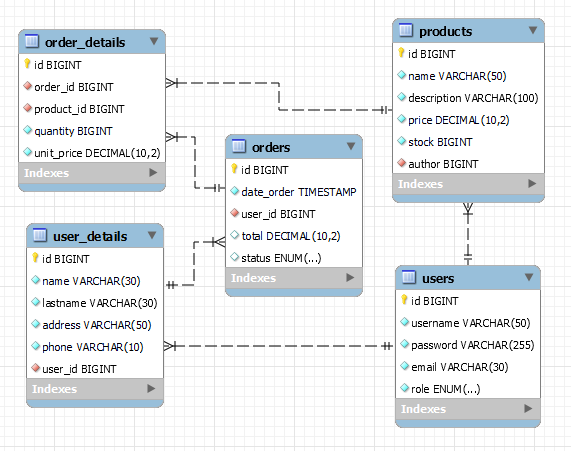 order_details
id BIGINT
order_id BIGINT
product_id BIGINT
quantity BIGINT
unit_price DECIMAL(10,2)
Indexes
products
id BIGINT
name VARCHAR(50)
description VARCHAR(100)
price DECIMAL(10,2)
stock BIGINT
author BIGINT
Indexes
orders
id BIGINT
date_order TIMESTAMP
user_id BIGINT
total DECIMAL(10,2)
status ENUM(...)
Indexes
user_details
id BIGINT
name VARCHAR(30)
lastname VARCHAR(30)
address VARCHAR(50)
phone VARCHAR(10)
user_id BIGINT
Indexes
users
id BIGINT
username VARCHAR(50)
password VARCHAR(255)
email VARCHAR(30)
role ENUM(...)
Indexes